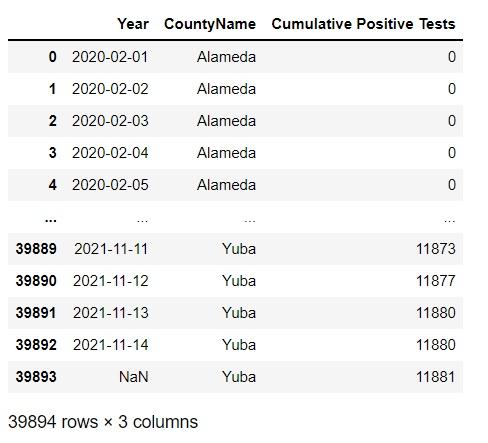 Year CountyName Cumulative Positive Tests
0 2020-02-01 Alameda 0
1 2020-02-02 Alameda 0
2 2020-02-03 Alameda 0
3 2020-02-04 Alameda 0
4 2020-02-05 Alameda 0
... ... ... ...
39889 2021-11-11 Yuba 11873
39890 2021-11-12 Yuba 11877
39891 2021-11-13 Yuba 11880
39892 2021-11-14 Yuba 11880
39893 NaN Yuba 11881
39894 rows × 3 columns